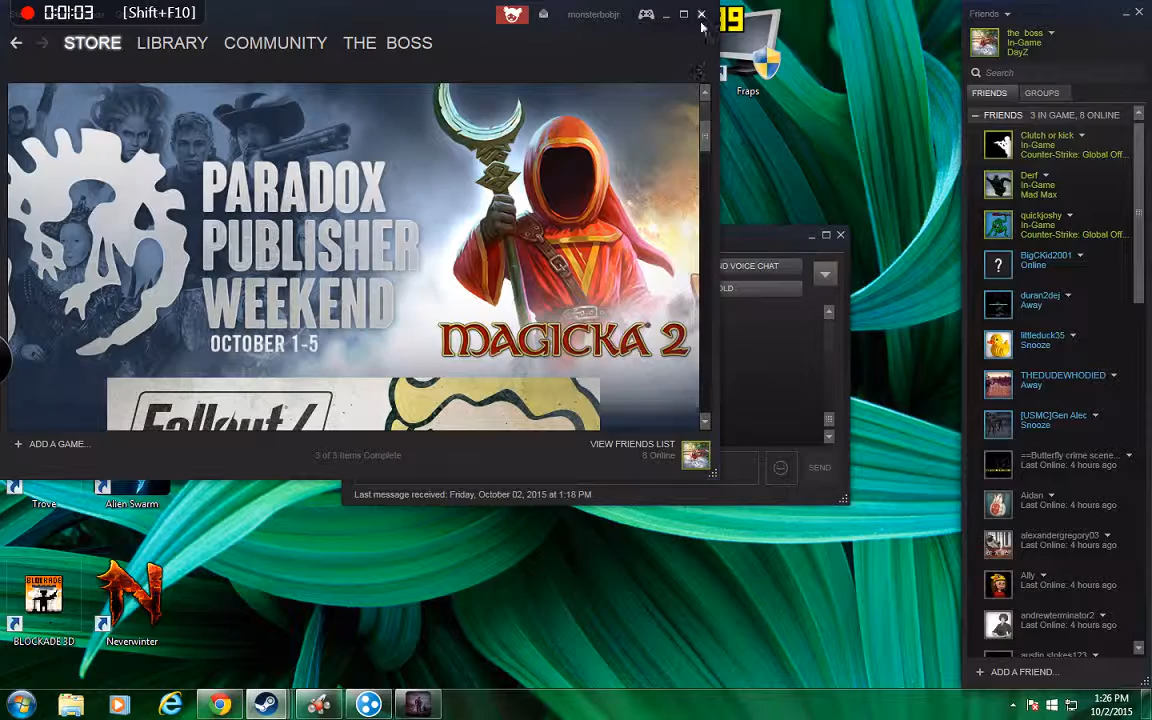 0:01:03 [Shift+F10]
monsterbobjr
STORE LIBRARY COMMUNITY THE BOSS
PARADOX
PUBLISHER
WEEKEND
OCTOBER 1-5
MAGICKA 2
Fallout
ADD A GAME...
3 of 3 Items Complete
VIEW FRIENDS LIST
8 Online
99
Fraps
VOICE CHAT
OLD
SEND
Last message received: Friday, October 02, 2015 at 1:18 PM
Trove
Alien Swarm
BLOCKADE
BLOCKADE 3D
Neverwinter
Friends
the boss
In-Game
DayZ
Search
FRIENDS GROUPS
FRIENDS 3 IN GAME, 8 ONLINE
Clutch or kick
In-Game
Counter-Strike: Global Off...
Derf
In-Game
Mad Max
quickjoshy
In-Game
Counter-Strike: Global Off...
?
BigCKid2001
Online
duran2dej
Away
littleduck35
Snooze
THEDUDEWHODIED
Away
[USMC]Gen Alec
Snooze
==Butterfly crime scene...
Last Online: 4 hours ago
Aidan
Last Online: 4 hours ago
alexandergregory03
Last Online: 4 hours ago
Ally
Last Online: 4 hours ago
andrewterminator2
Last Online: 4 hours ago
austin.stokes123
ADD A FRIEND...
1:26 PM
10/2/2015